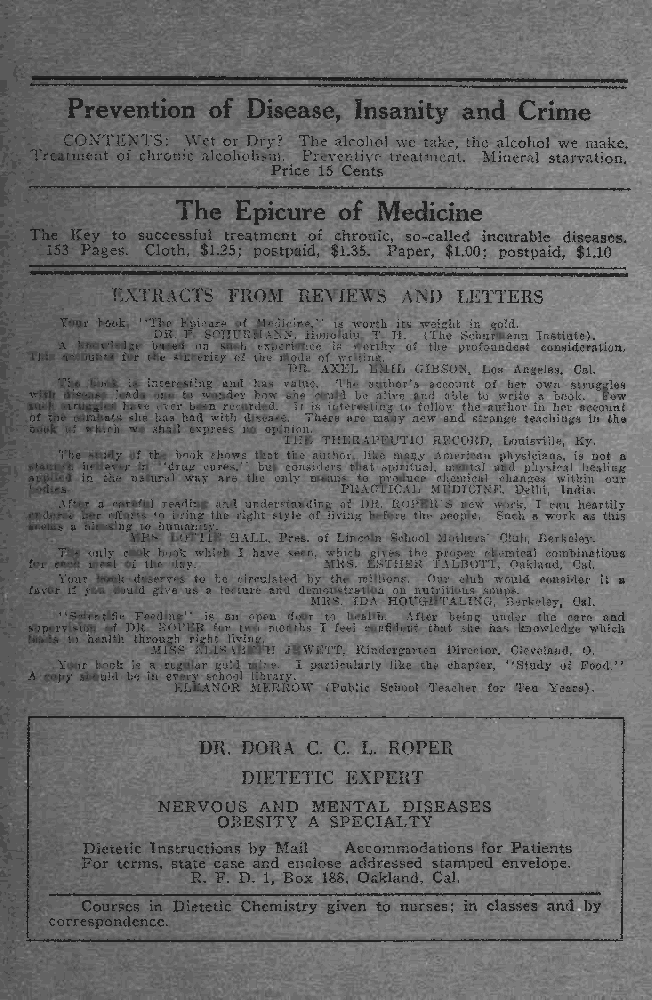 Prevention of Disease, Insanity and Crime
CONTENTS: Wet or Dry? The alcohol we take, the alcohol we make.
Treatment of chronic alcoholism. Preventive treatment. Mineral starvation.
Price 15 Cents
The Epicure of Medicine
The Key to successful treatment of chronic, so-called incurable diseases.
153 Pages. Cloth, $1.25; postpaid, $1.35. Paper, $1.00; postpaid, $1.10
EXTRACTS FROM REVIEWS AND LETTERS
Your book, "The Epicure of Medicine," is worth its weight in gold.
DR. F. SCHURMANN, Honolulu, T. H. (The Schurmann Institute).
A knowledge based on such experience is worthy of the profoundest consideration.
This accounts for the sincerity of the mode of writing.
DR. AXEL EMIL GIBSON, Los Angeles, Cal.
The book is interesting and has value. The author's account of her own struggles
with disease leads one to wonder how she could be alive and able to write a book. Few
such struggles have ever been recorded. It is interesting to follow the author in her account
of the combats she has had with disease. There are many new and strange teachings in the
book of which we shall express no opinion.
THE THERAPEUTIC RECORD, Louisville, Ky.
The study of the book shows that the author, like many American physicians, is not a
staunch believer in "drug cures," but considers that spiritual, mental and physical healing
applied in the natural way are the only means to produce chemical changes within our
bodies.
PRACTICAL MEDICINE, Delhi, India.
After a careful reading and understanding of DR. ROPER'S new work, I can heartily
endorse her efforts to bring the right style of living before the people. Such a work as this
seems a blessing to humanity.
MRS. LOTTIE HALL, Pres. of Lincoln School Mothers' Club, Berkeley.
The only cook book which I have seen, which gives the proper chemical combinations
for each meal of the day.
MRS. ESTHER TALBOTT, Oakland, Cal.
Your book deserves to be circulated by the millions. Our club would consider it a
favor if you would give us a lecture and demonstration on nutritious soups.
MRS. IDA HOUGHTALING, Berkeley, Cal.
"Scientific Feeding" is an open door to health. After being under the care and
supervision of DR. ROPER for two months I feel confident that she has knowledge which
leads to health through right living.
MISS ELISABETH JEWETT, Kindergarten Director, Cleveland, O.
Your book is a regular gold mine. I particularly like the chapter, "Study of Food."
A copy should be in every school library.
ELEANOR MERROW (Public School Teacher for Ten Years).
DR. DORA C. C. L. ROPER
DIETETIC EXPERT
NERVOUS AND MENTAL DISEASES
OBESITY A SPECIALTY
Dietetic Instructions by Mail Accommodations for Patients
For terms, state case and enclose addressed stamped envelope.
R. F. D. 1, Box 188, Oakland, Cal.
Courses in Dietetic Chemistry given to nurses; in classes and by
correspondence.